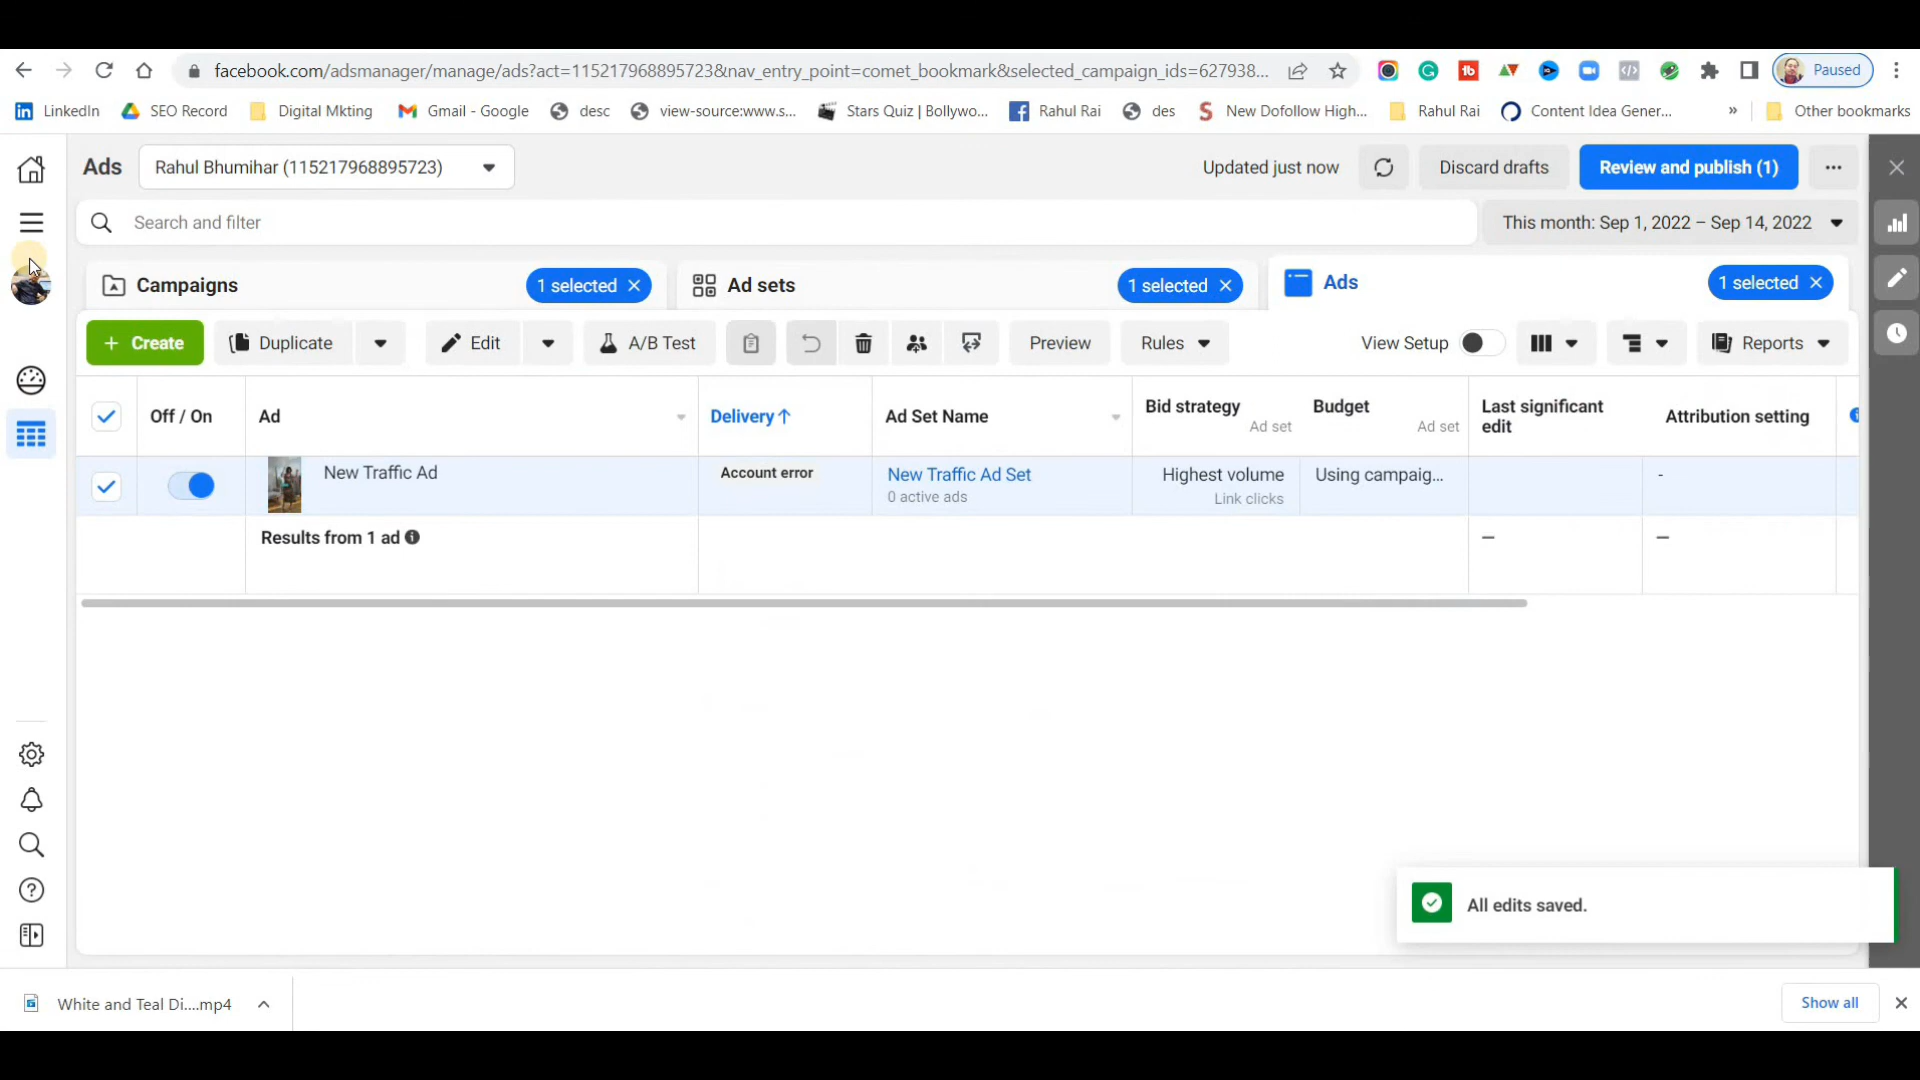 facebook.com/adsmanager/manage/ads?act=115217968895723&nav_entry_point=comet_bookmark&selected_campaign_ids=627938...
Paused
LinkedIn
SEO Record
Digital Mkting
Gmail - Google
desc
view-source:www.s...
Stars Quiz | Bollywo...
Rahul Rai
des
New Dofollow High...
Rahul Rai
Content Idea Gener...
»
Other bookmarks
Ads
Rahul Bhumihar (115217968895723)
Updated just now
Discard drafts
Review and publish (1)
Search and filter
This month: Sep 1, 2022 – Sep 14, 2022
Campaigns
1 selected
Ad sets
1 selected
Ads
1 selected
+ Create
Duplicate
Edit
A/B Test
Preview
Rules
View Setup
Reports
Off / On
Ad
Delivery↑
Ad Set Name
Bid strategy
Ad set
Budget
Ad set
Last significant
edit
Attribution setting
New Traffic Ad
Account error
New Traffic Ad Set
0 active ads
Highest volume
Link clicks
Using campaig...
-
Results from 1 ad
—
—
All edits saved.
White and Teal Di....mp4
Show all